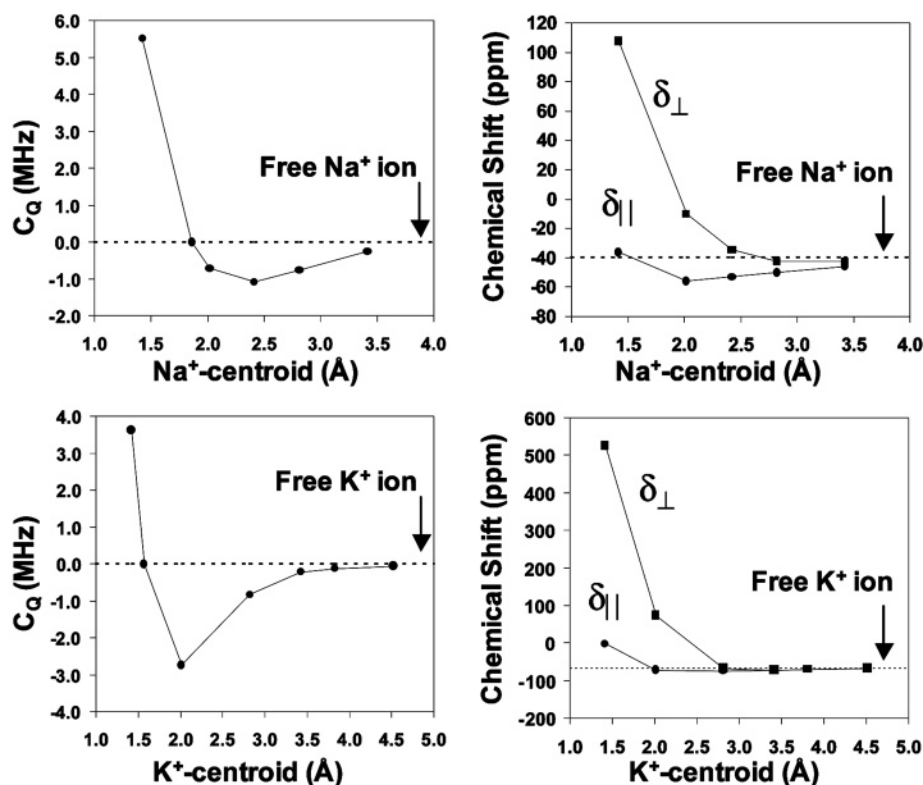 6.0
5.0
4.0
3.0
2.0
1.0
0.0
-1.0
-2.0
C_Q (MHz)
Free Na⁺ ion
1.0 1.5 2.0 2.5 3.0 3.5 4.0
Na⁺-centroid (Å)
120
100
80
60
40
20
0
-20
-40
-60
-80
Chemical Shift (ppm)
δ⊥
δ||
Free Na⁺ ion
1.0 1.5 2.0 2.5 3.0 3.5 4.0
Na⁺-centroid (Å)
4.0
3.0
2.0
1.0
0.0
-1.0
-2.0
-3.0
-4.0
C_Q (MHz)
Free K⁺ ion
1.0 1.5 2.0 2.5 3.0 3.5 4.0 4.5 5.0
K⁺-centroid (Å)
600
500
400
300
200
100
0
-100
-200
Chemical Shift (ppm)
δ⊥
δ||
Free K⁺ ion
1.0 1.5 2.0 2.5 3.0 3.5 4.0 4.5 5.0
K⁺-centroid (Å)